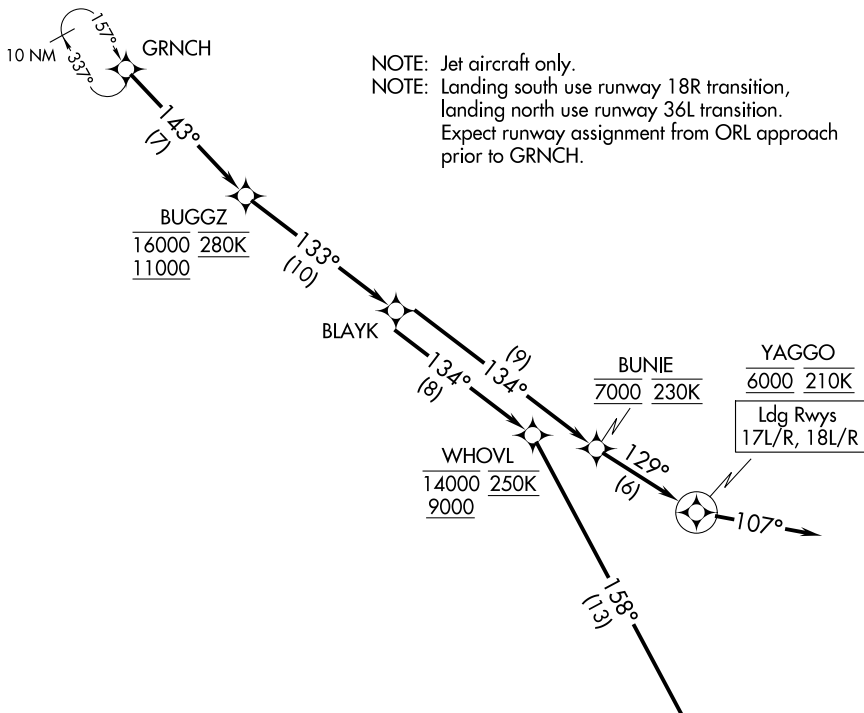 157°
GRNCH
10 NM
337°
NOTE: Jet aircraft only.
NOTE: Landing south use runway 18R transition,
landing north use runway 36L transition.
Expect runway assignment from ORL approach
prior to GRNCH.
143°
(7)
BUGGZ
16000 280K
11000
133°
(10)
BLAYK
(9)
134°
134°
(8)
BUNIE
7000 230K
YAGGO
6000 210K
Ldg Rwys
17L/R, 18L/R
WHOVL
14000 250K
9000
129°
(6)
107°
158°
(13)